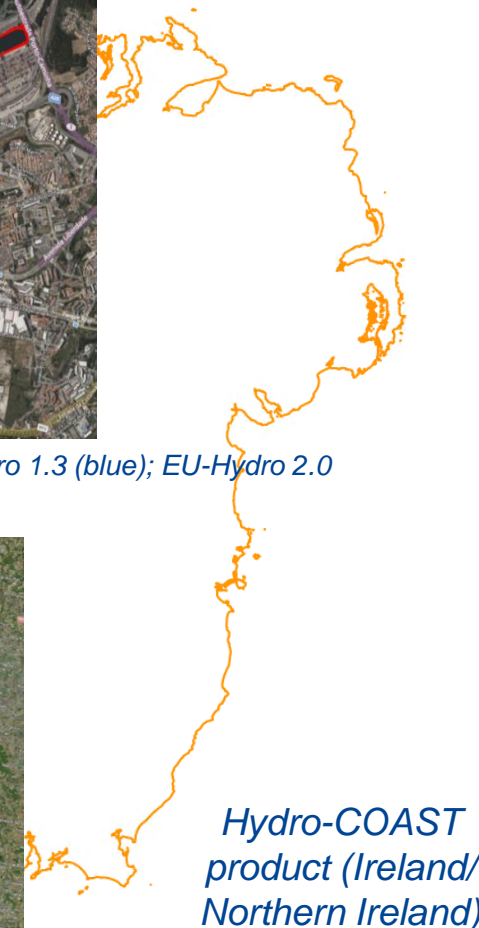 ro 1.3 (blue); EU-Hydro 2.0
Hydro-COAST
product (Ireland/
Northern Ireland)